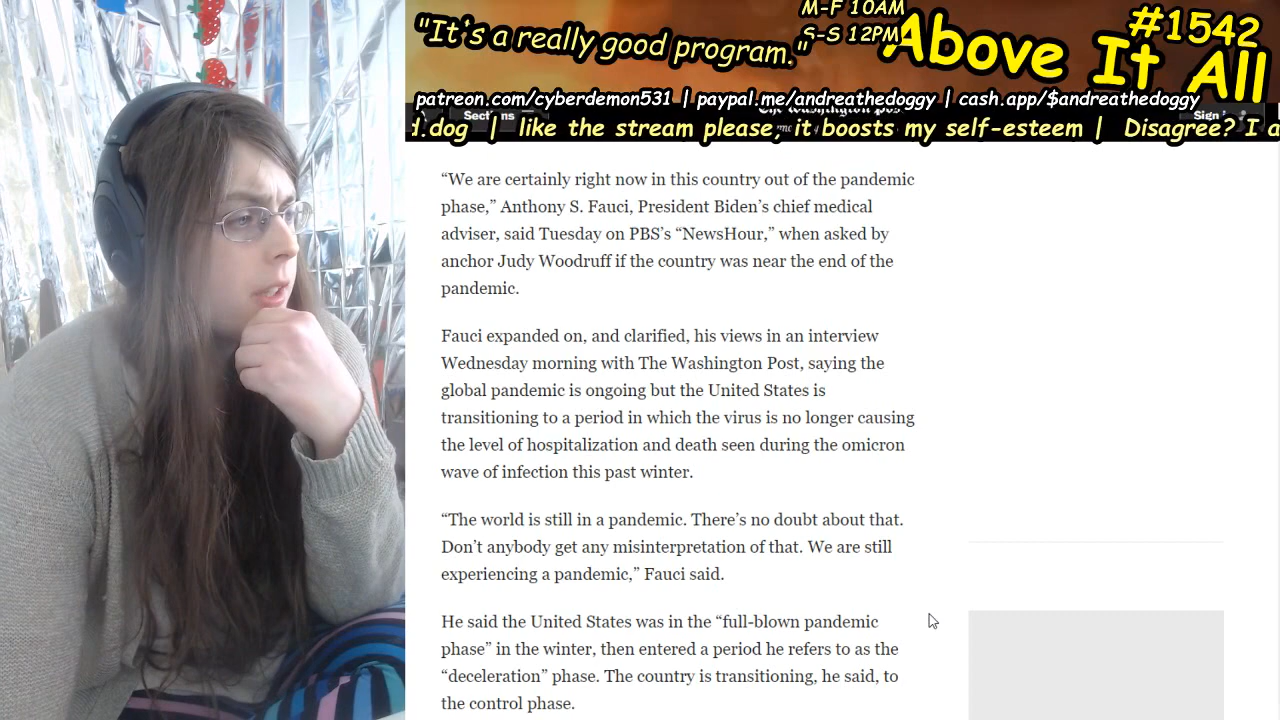 "It's a really good program."
M-F 10AM
S-S 12PM
Above It All
#1542
patreon.com/cyberdemon531 | paypal.me/andreathedoggy | cash.app/$andreathedoggy
d.dog | like the stream please, it boosts my self-esteem | Disagree? I a
“We are certainly right now in this country out of the pandemic
phase,” Anthony S. Fauci, President Biden’s chief medical
adviser, said Tuesday on PBS’s “NewsHour,” when asked by
anchor Judy Woodruff if the country was near the end of the
pandemic.
Fauci expanded on, and clarified, his views in an interview
Wednesday morning with The Washington Post, saying the
global pandemic is ongoing but the United States is
transitioning to a period in which the virus is no longer causing
the level of hospitalization and death seen during the omicron
wave of infection this past winter.
“The world is still in a pandemic. There’s no doubt about that.
Don’t anybody get any misinterpretation of that. We are still
experiencing a pandemic,” Fauci said.
He said the United States was in the “full-blown pandemic
phase” in the winter, then entered a period he refers to as the
“deceleration” phase. The country is transitioning, he said, to
the control phase.